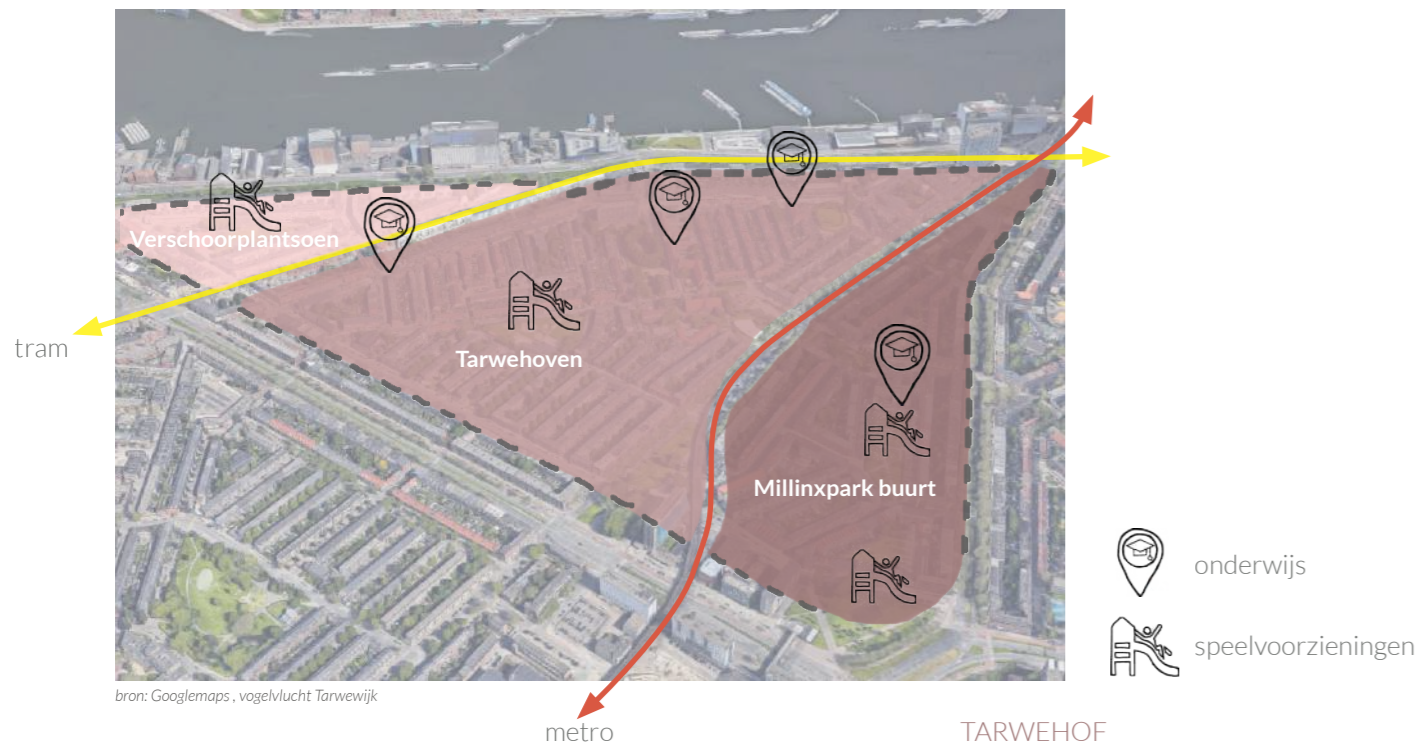 Verschoorplantsoen
tram
Tarwehoven
Millinxpark buurt
onderwijs
speelvoorzieningen
bron: Googlemaps , vogelvlucht Tarwewijk
metro
TARWEHOF